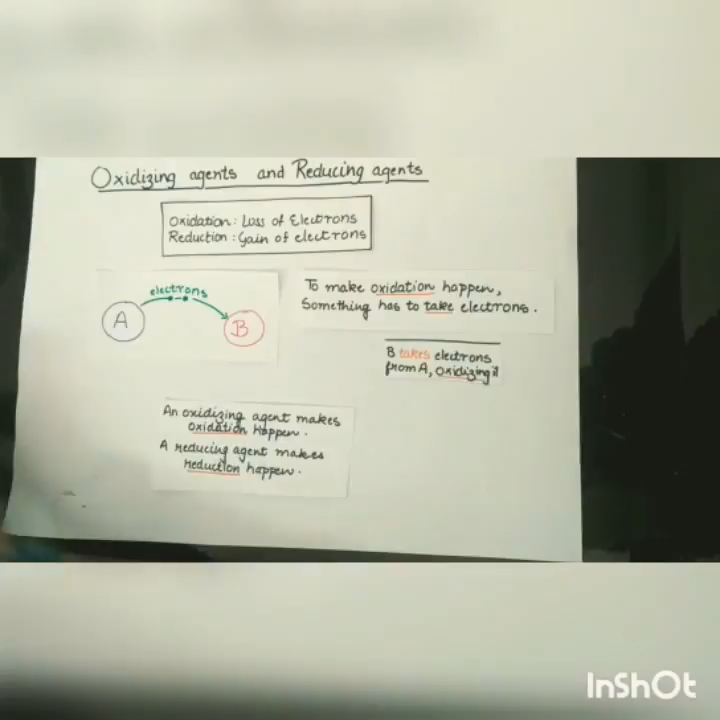 Oxidizing agents and Reducing agents
Oxidation: Loss of Electrons
Reduction: Gain of electrons
electrons
A
B
To make oxidation happen,
Something has to take electrons.
B takes electrons
from A, oxidizing it
An oxidizing agent makes
oxidation Happen.
A reducing agent makes
reduction happen.
InShOt